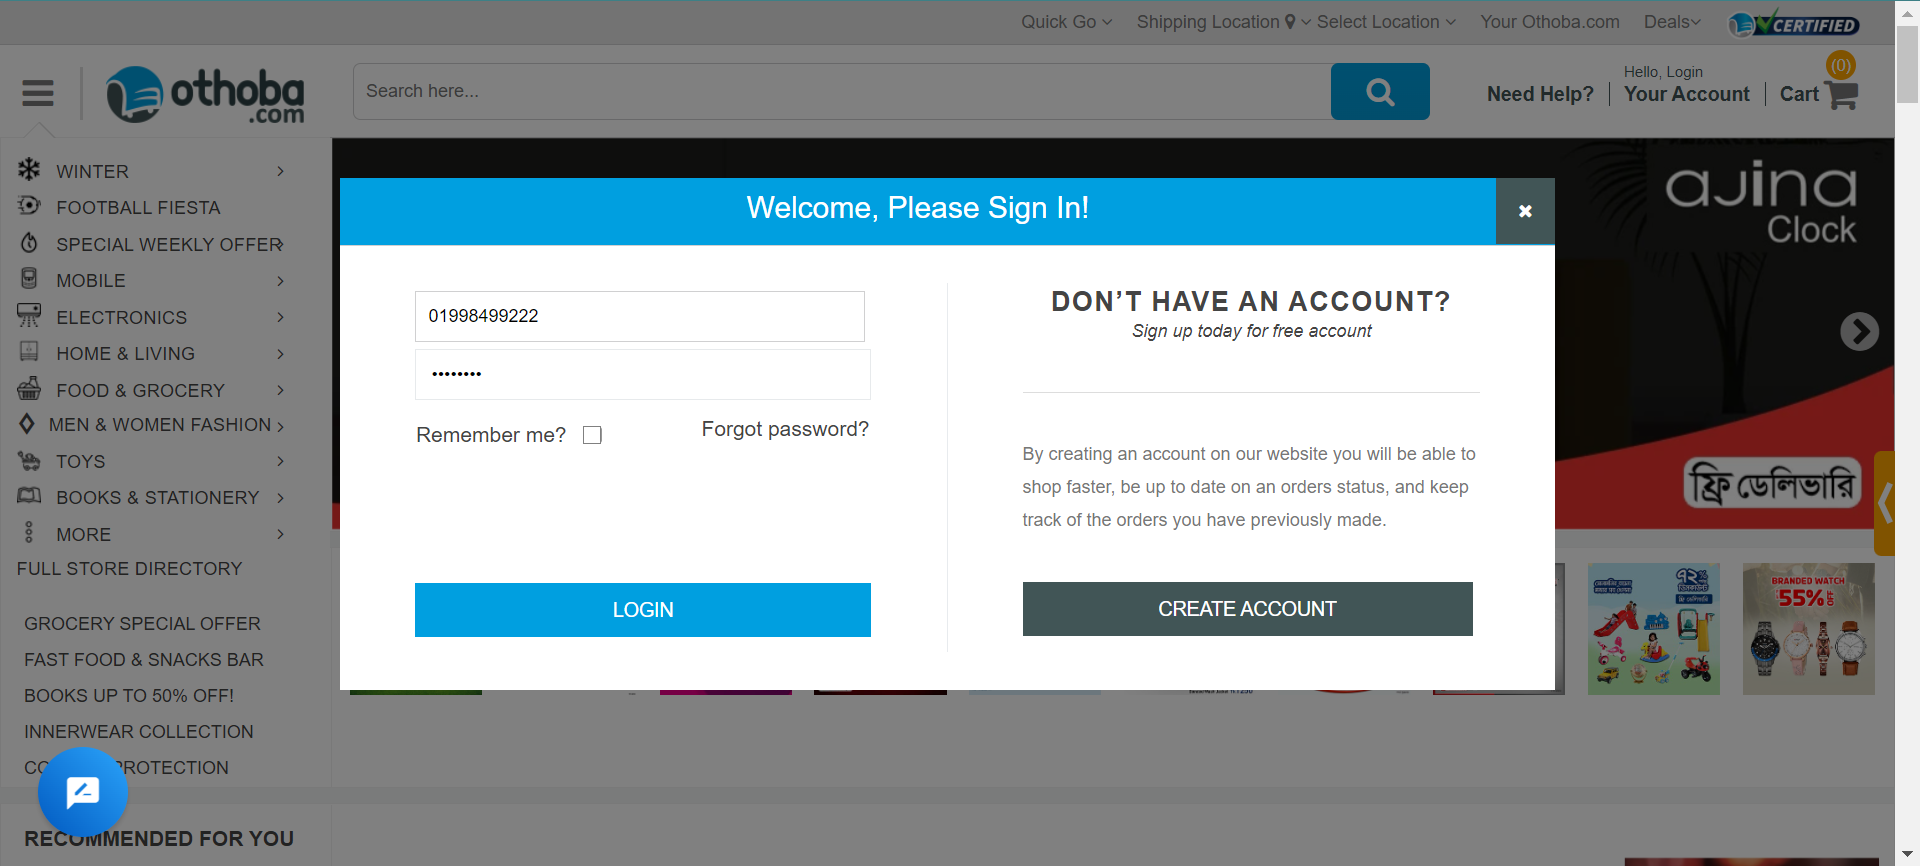 Quick Go
Shipping Location
Select Location
Your Othoba.com
Deals
CERTIFIED
othoba
.com
Search here...
Need Help?
Hello, Login
Your Account
(0)
Cart
WINTER
FOOTBALL FIESTA
SPECIAL WEEKLY OFFER
MOBILE
ELECTRONICS
HOME & LIVING
FOOD & GROCERY
MEN & WOMEN FASHION
TOYS
BOOKS & STATIONERY
MORE
FULL STORE DIRECTORY
GROCERY SPECIAL OFFER
FAST FOOD & SNACKS BAR
BOOKS UP TO 50% OFF!
INNERWEAR COLLECTION
PROTECTION
RECOMMENDED FOR YOU
Welcome, Please Sign In!
01998499222
••••••••
Remember me?
Forgot password?
LOGIN
DON’T HAVE AN ACCOUNT?
Sign up today for free account
By creating an account on our website you will be able to
shop faster, be up to date on an orders status, and keep
track of the orders you have previously made.
CREATE ACCOUNT
ajina
Clock
ফ্রি ডেলিভারি
৭২%
BRANDED WATCH
55% OFF